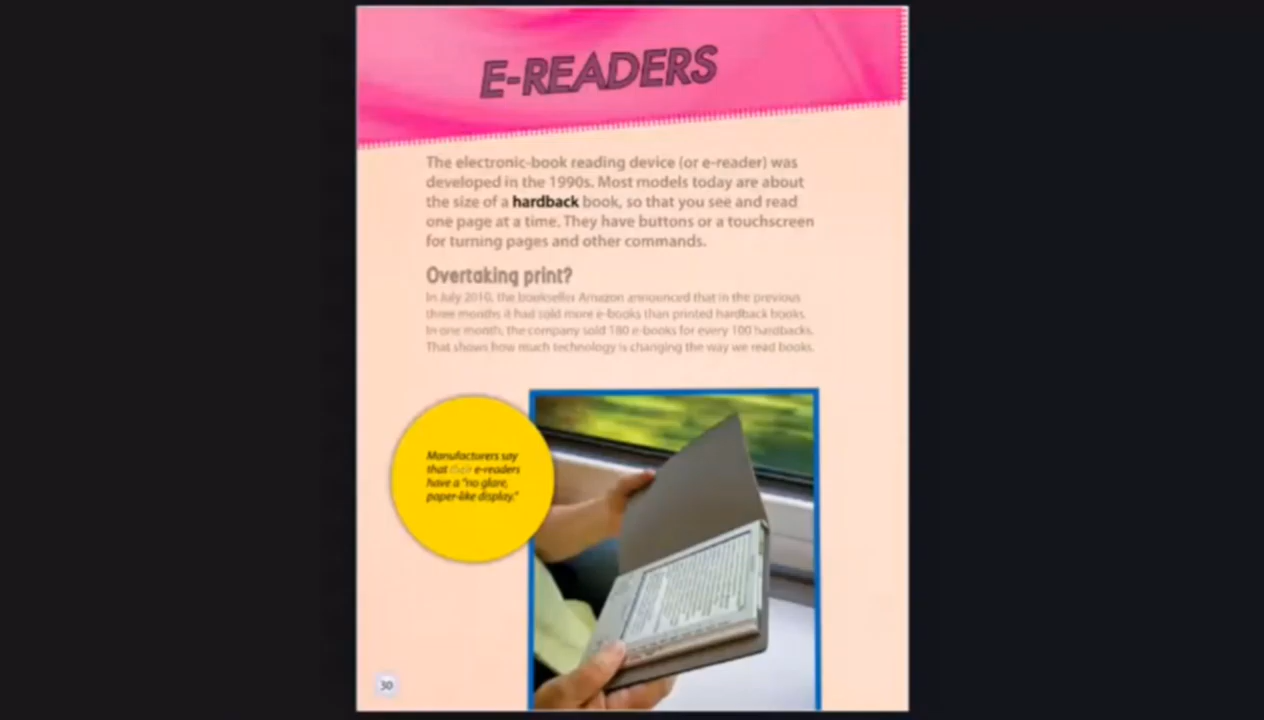 E-READERS
The electronic-book reading device (or e-reader) was
developed in the 1990s. Most models today are about
the size of a hardback book, so that you see and read
one page at a time. They have buttons or a touchscreen
for turning pages and other commands.
Overtaking print?
In July 2010, the bookseller Amazon announced that in the previous
three months it had sold more e-books than printed hardback books.
In one month, the company sold 180 e-books for every 100 hardbacks.
That shows how much technology is changing the way we read books.
Manufacturers say
that their e-readers
have a "no glare,
paper-like display."
30